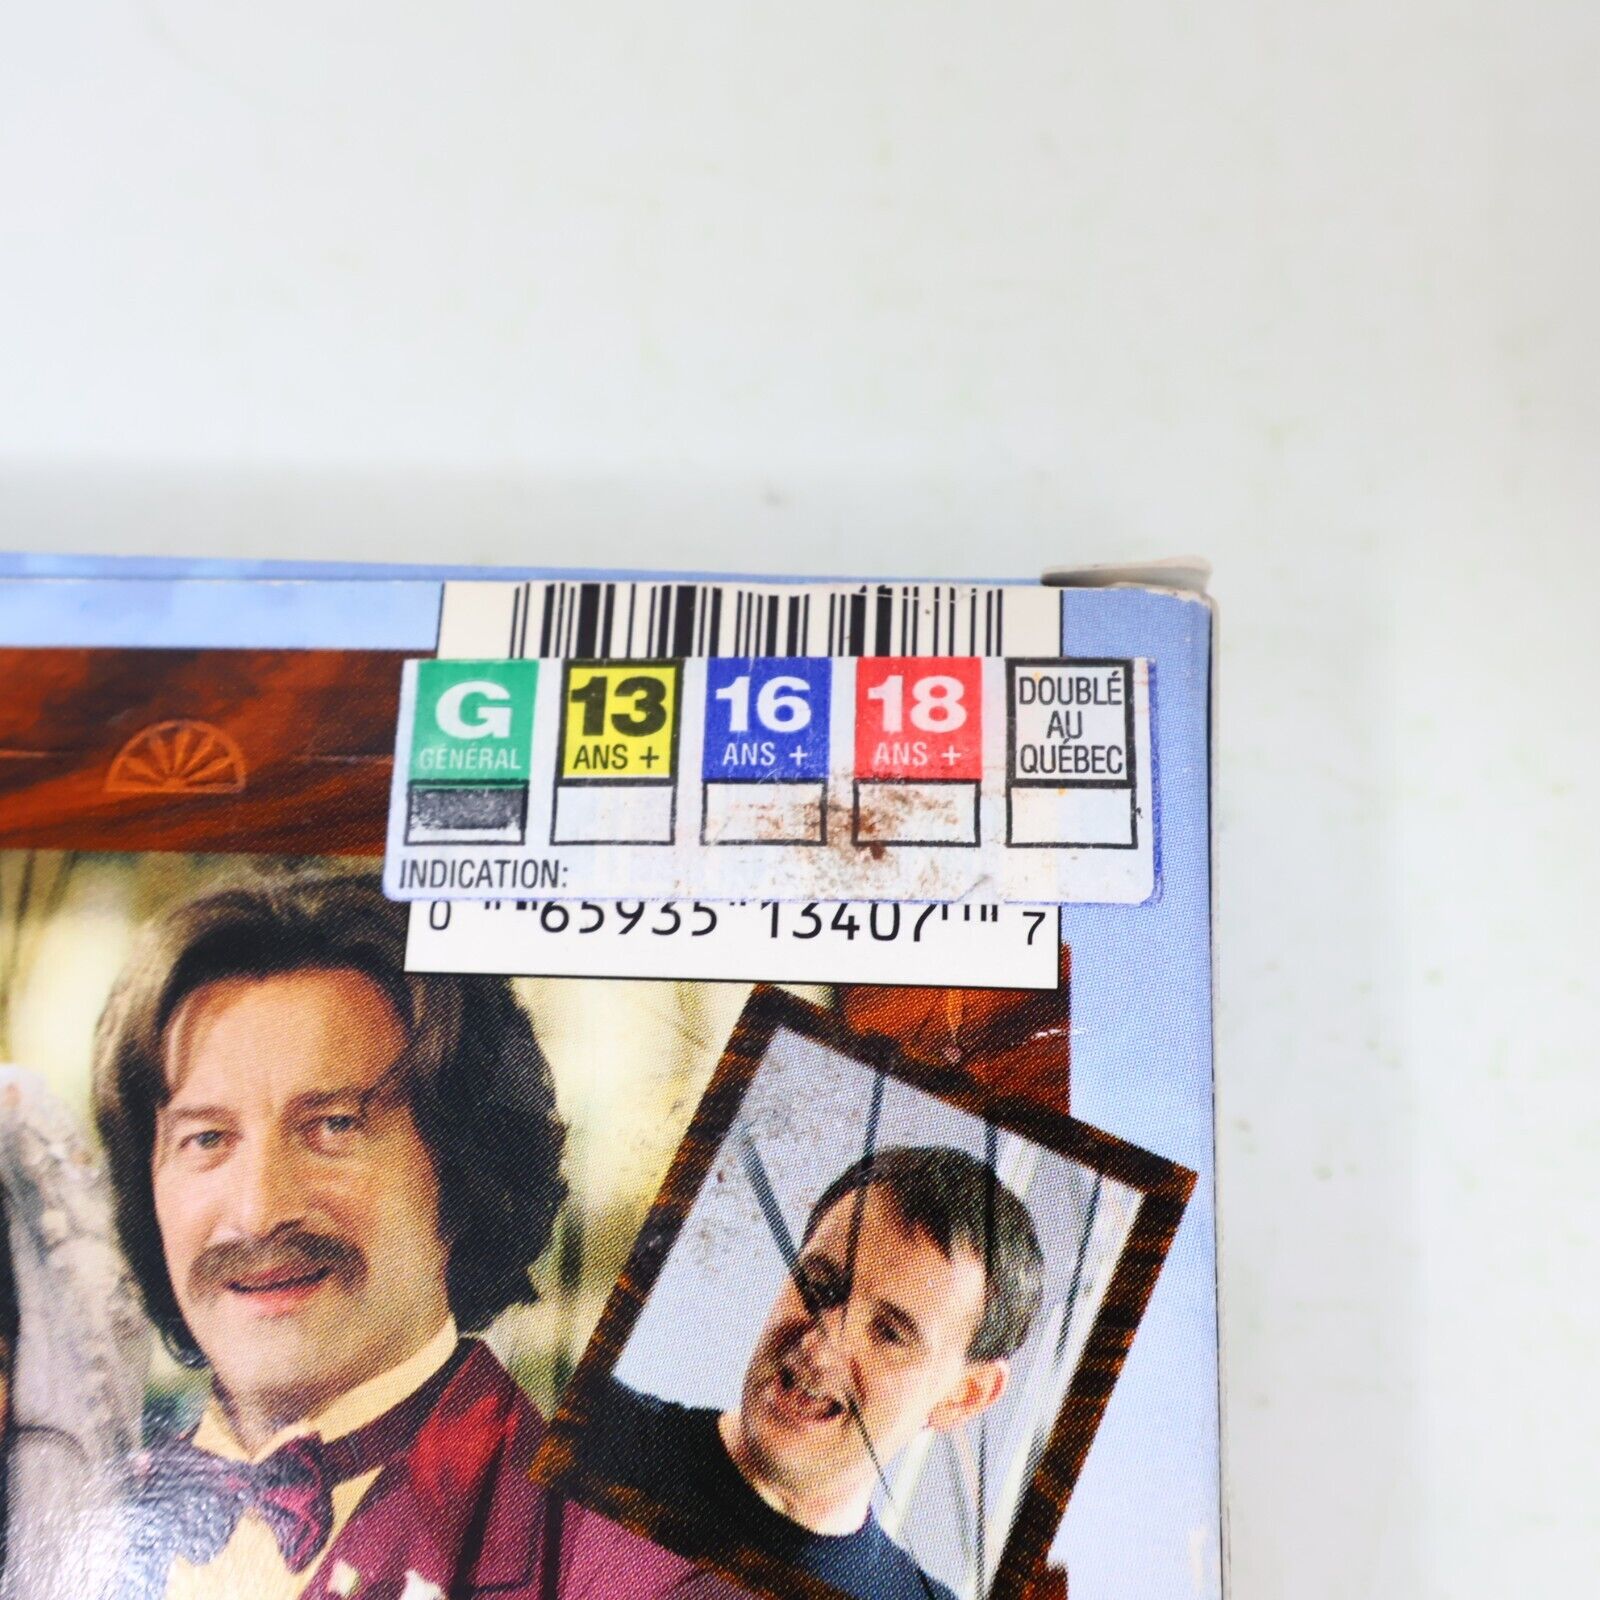 G
GÉNÉRAL
13
ANS +
16
ANS +
18
ANS +
DOUBLÉ
AU
QUÉBEC
INDICATION:
0 65935 13407 7